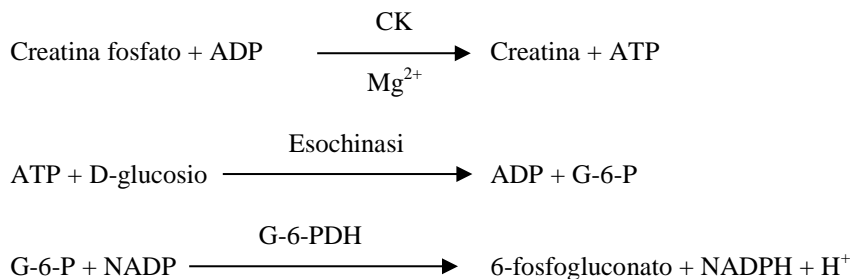 CK
Creatina fosfato + ADP Creatina + ATP
Mg²⁺
Esochinasi
ATP + D-glucosio ADP + G-6-P
G-6-PDH
G-6-P + NADP 6-fosfogluconato + NADPH + H⁺